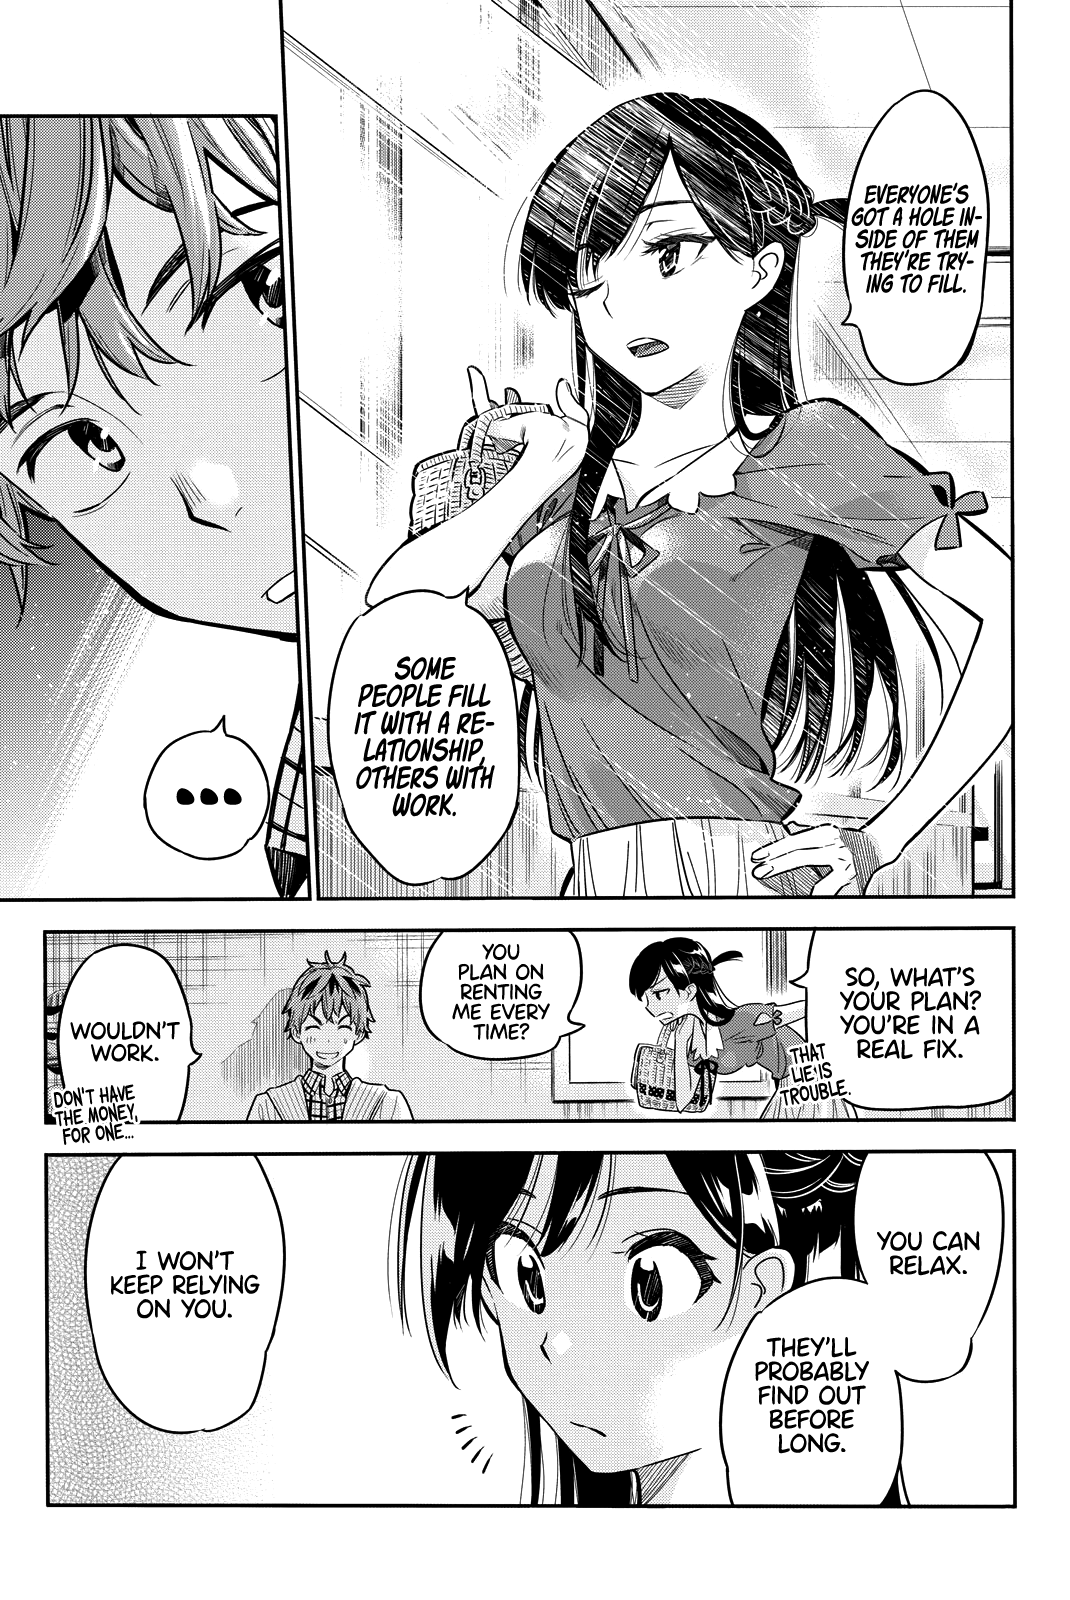 EVERYONE'S
GOT A HOLE IN-
SIDE OF THEM
THEY'RE TRY-
ING TO FILL.
SOME
PEOPLE FILL
IT WITH A RE-
LATIONSHIP,
OTHERS WITH
WORK.
...
SO, WHAT'S
YOUR PLAN?
YOU'RE IN A
REAL FIX.
THAT
LIE IS
TROUBLE.
YOU
PLAN ON
RENTING
ME EVERY
TIME?
WOULDN'T
WORK.
DON'T HAVE
THE MONEY,
FOR ONE...
YOU CAN
RELAX.
THEY'LL
PROBABLY
FIND OUT
BEFORE
LONG.
I WON'T
KEEP RELYING
ON YOU.